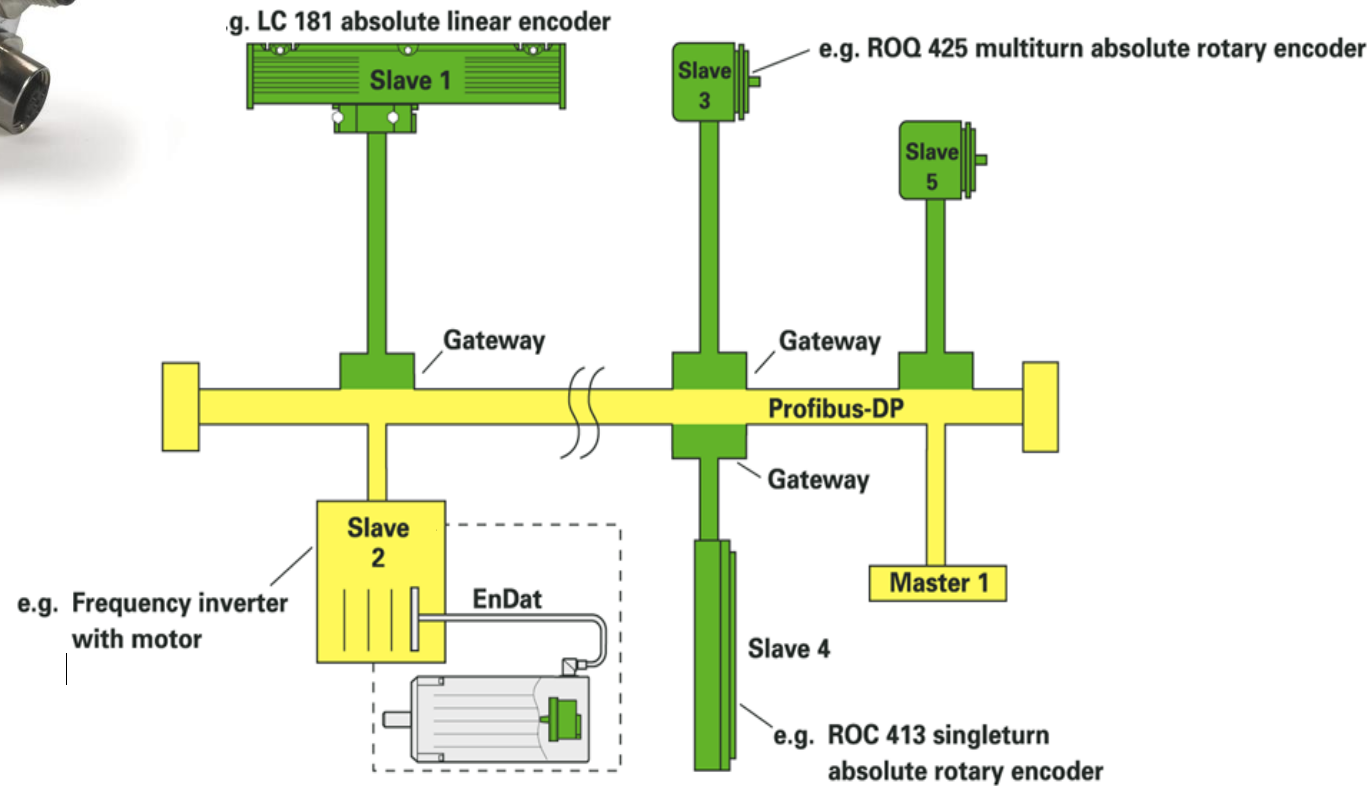 .g. LC 181 absolute linear encoder
Slave 1
Slave
3
e.g. ROQ 425 multiturn absolute rotary encoder
Slave
5
Gateway
Gateway
Profibus-DP
Gateway
Slave
2
Master 1
e.g. Frequency inverter
with motor
EnDat
Slave 4
e.g. ROC 413 singleturn
absolute rotary encoder